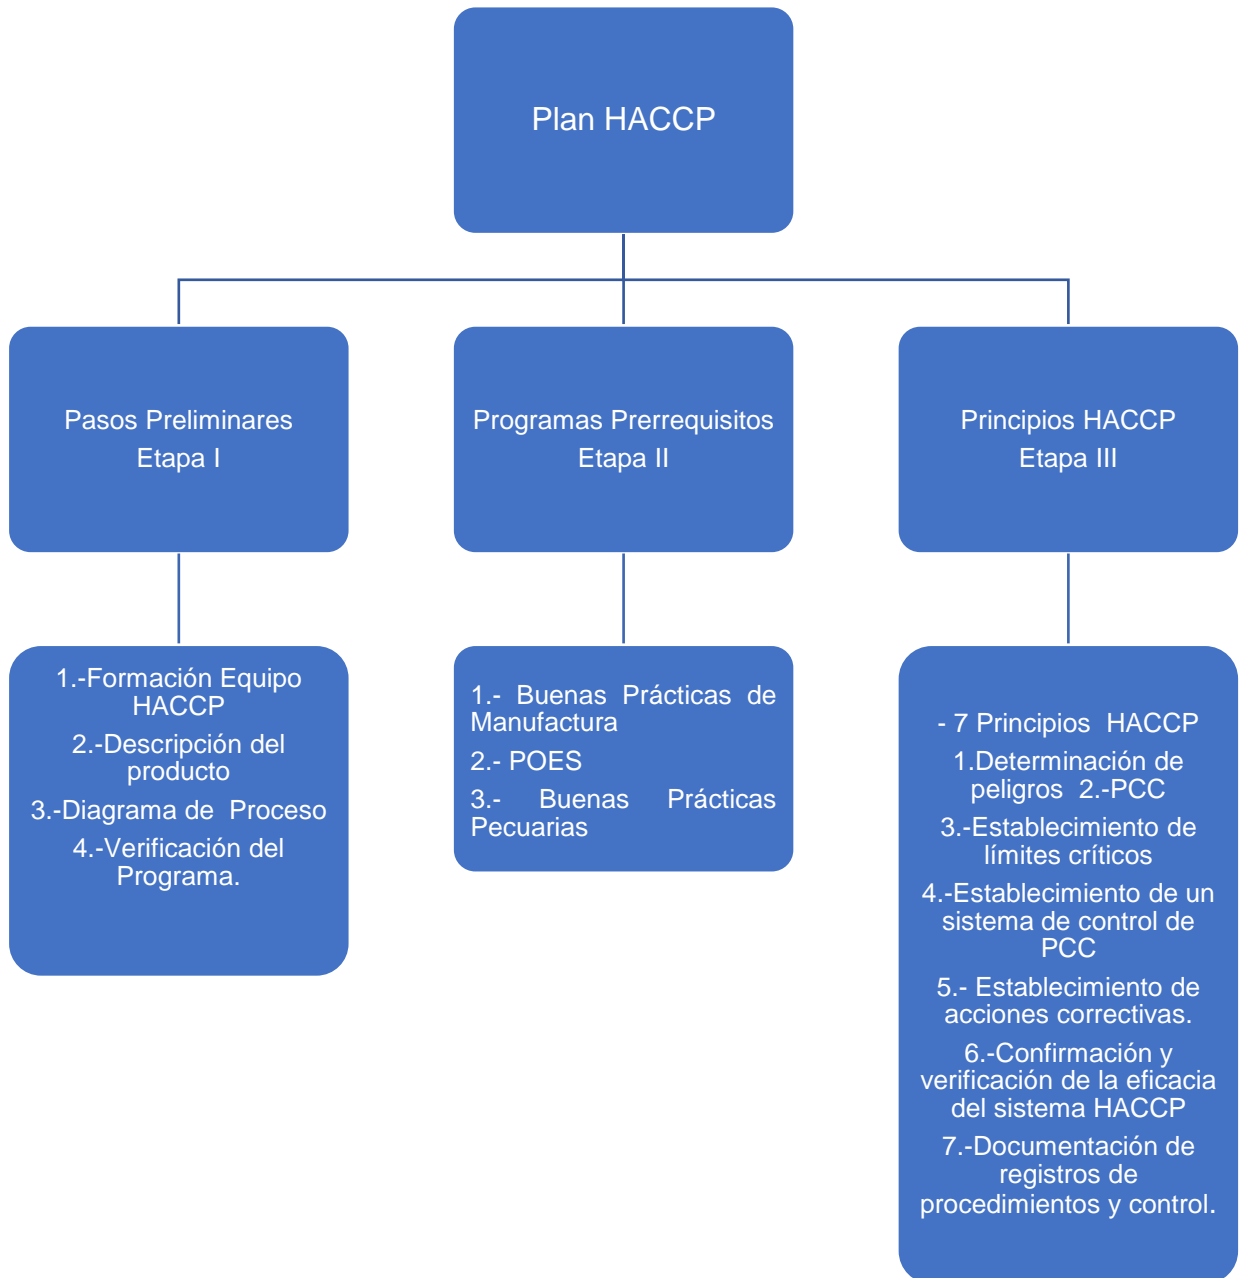 Plan HACCP
Pasos Preliminares
Etapa I
Programas Prerrequisitos
Etapa II
Principios HACCP
Etapa III
1.-Formación Equipo
HACCP
2.-Descripción del
producto
3.-Diagrama de Proceso
4.-Verificación del
Programa.
1.- Buenas Prácticas de
Manufactura
2.- POES
3.- Buenas Prácticas
Pecuarias
- 7 Principios HACCP
1.Determinación de
peligros 2.-PCC
3.-Establecimiento de
límites críticos
4.-Establecimiento de un
sistema de control de
PCC
5.- Establecimiento de
acciones correctivas.
6.-Confirmación y
verificación de la eficacia
del sistema HACCP
7.-Documentación de
registros de
procedimientos y control.